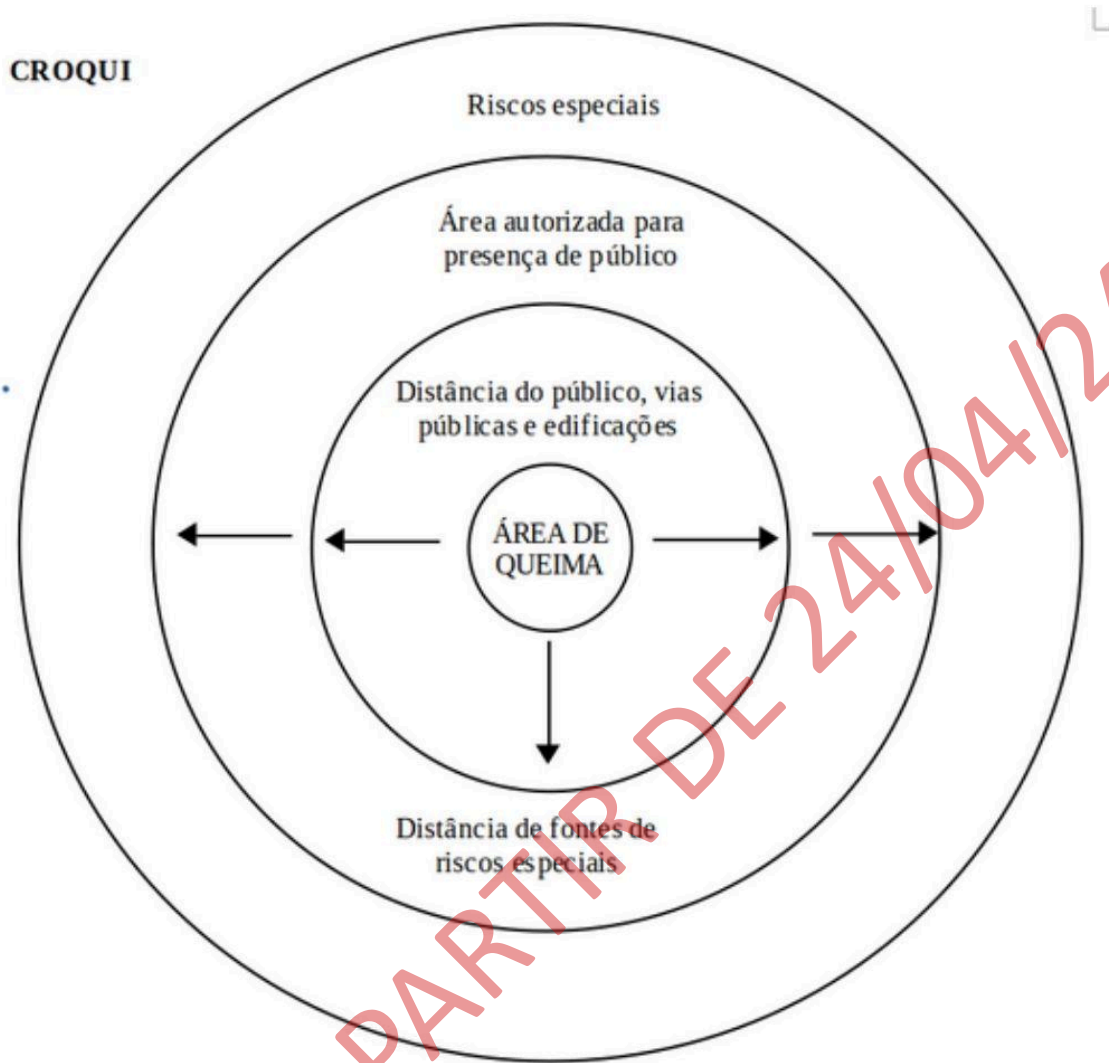 CROQUI
Riscos especiais
Área autorizada para
presença de público
Distância do público, vias
públicas e edificações
ÁREA DE
QUEIMA
Distância de fontes de
riscos especiais
PARTIR DE 24/04/2